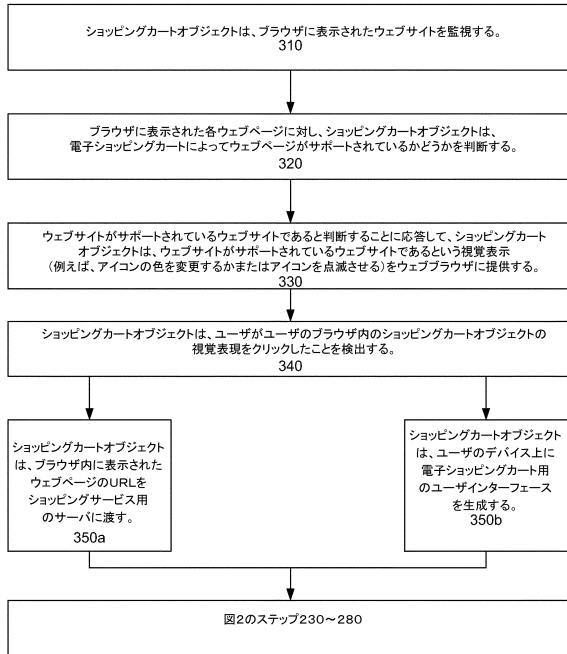 ショッピングカートオブジェクトは、ブラウザに表示されたウェブサイトを監視する。
310
ブラウザに表示された各ウェブページに対し、ショッピングカートオブジェクトは、
電子ショッピングカートによってウェブページがサポートされているかどうかを判断する。
320
ウェブサイトがサポートされているウェブサイトであると判断することに応答して、ショッピングカート
オブジェクトは、ウェブサイトがサポートされているウェブサイトであるという視覚表示
(例えば、アイコンの色を変更するかまたはアイコンを点滅させる)をウェブブラウザに提供する。
330
ショッピングカートオブジェクトは、ユーザがユーザのブラウザ内のショッピングカートオブジェクトの
視覚表現をクリックしたことを検出する。
340
ショッピングカートオブジェクト
は、ブラウザ内に表示された
ウェブページのURLを
ショッピングサービス用
のサーバに渡す。
350a
ショッピングカートオブジェクト
は、ユーザのデバイス上に
電子ショッピングカート用
のユーザインターフェース
を生成する。
350b
図2のステップ230～280